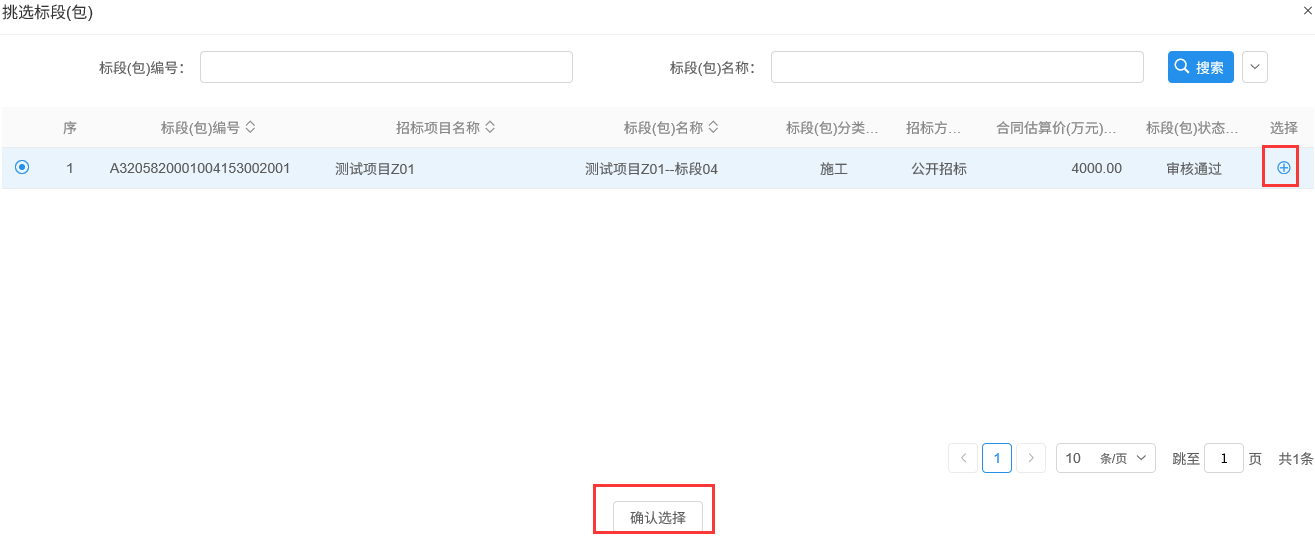 挑选标段(包)
标段(包)编号：
标段(包)名称：
搜索
序 标段(包)编号 招标项目名称 标段(包)名称 标段(包)分类... 招标方... 合同估算价(万元)... 标段(包)状态... 选择
1 A3205820001004153002001 测试项目Z01 测试项目Z01--标段04 施工 公开招标 4000.00 审核通过
1 10 条/页 跳至 1 页 共1条
确认选择